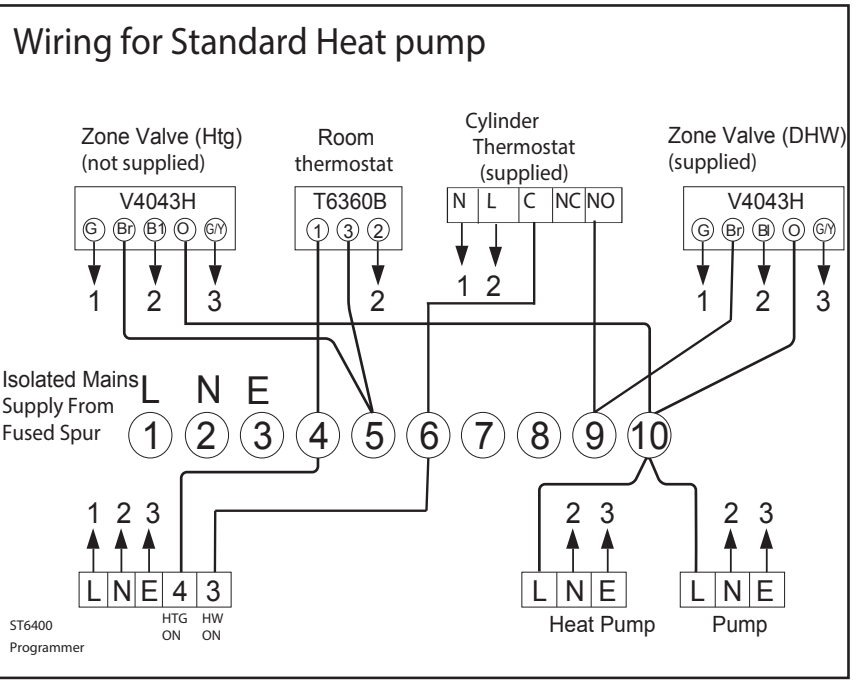 Wiring for Standard Heat pump
Zone Valve (Htg)
(not supplied)
Room
thermostat
Cylinder
Thermostat
(supplied)
Zone Valve (DHW)
(supplied)
V4043H
T6360B
N L C NC NO
V4043H
G Br B1 O G/Y
1 3 2
G Br Bl O G/Y
1 2 3
2
1 2
1 2 3
Isolated Mains
Supply From
Fused Spur
L N E
1 2 3 4 5 6 7 8 9 10
1 2 3
2 3
2 3
L N E 4 3
L N E
L N E
HTG
ON
HW
ON
ST6400
Programmer
Heat Pump
Pump